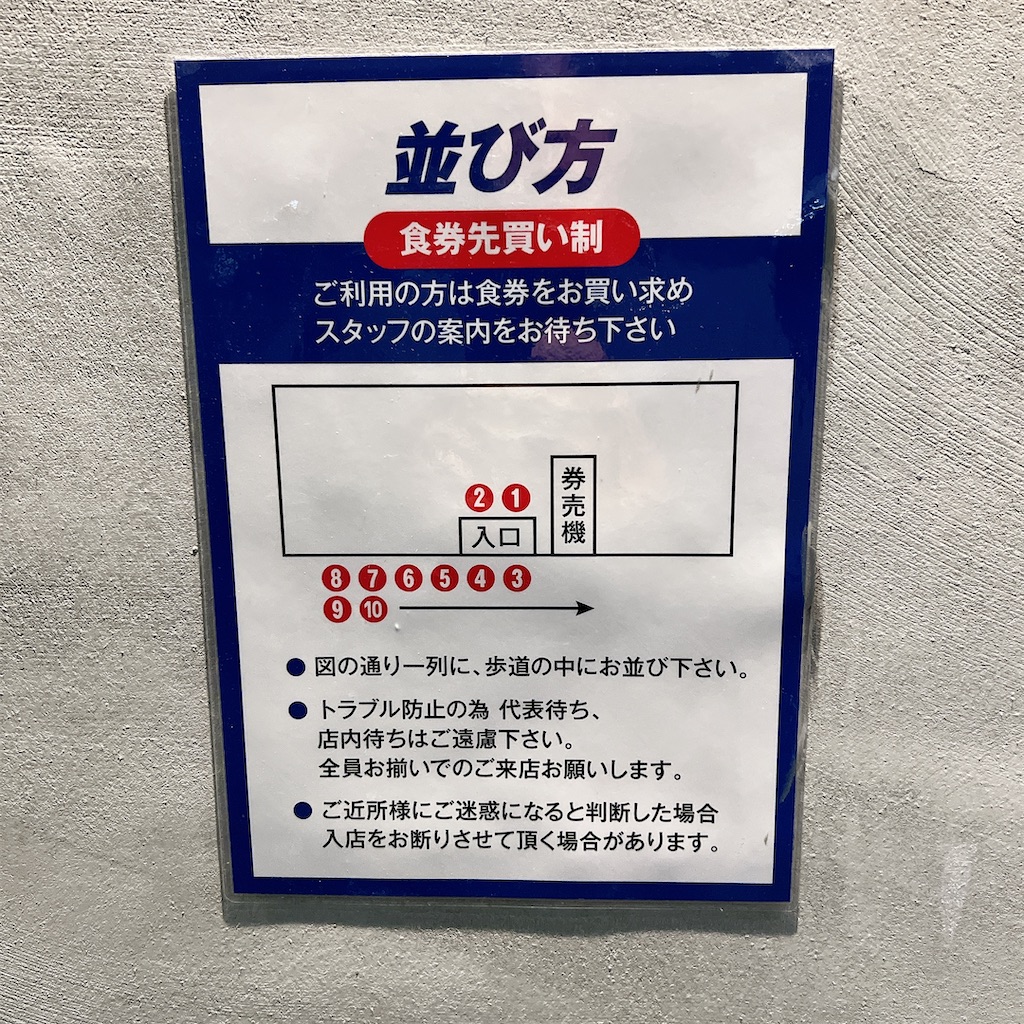 並び方
食券先買い制
ご利用の方は食券をお買い求め
スタッフの案内をお待ち下さい
券売機
2 1
入口
8 7 6 5 4 3
9 10
● 図の通り一列に、歩道の中にお並び下さい。
● トラブル防止の為 代表待ち、
店内待ちはご遠慮下さい。
全員お揃いでのご来店お願いします。
● ご近所様にご迷惑になると判断した場合
入店をお断りさせて頂く場合があります。